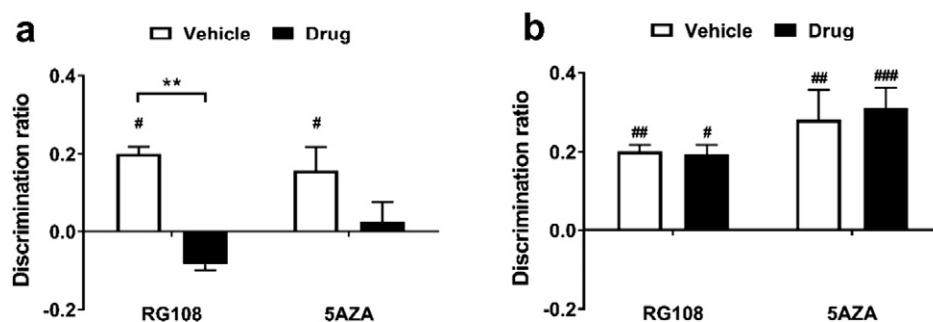 a
Vehicle Drug
Discrimination ratio
0.4
0.2
0.0
-0.2
**
# #
RG108 5AZA
b
Vehicle Drug
Discrimination ratio
0.4
0.2
0.0
-0.2
## # ## ###
RG108 5AZA